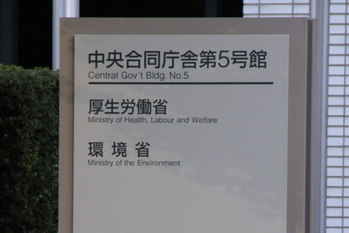 中央合同庁舎第5号館
Central Gov't Bldg. No.5
厚生労働省
Ministry of Health, Labour and Welfare
環境省
Ministry of the Environment